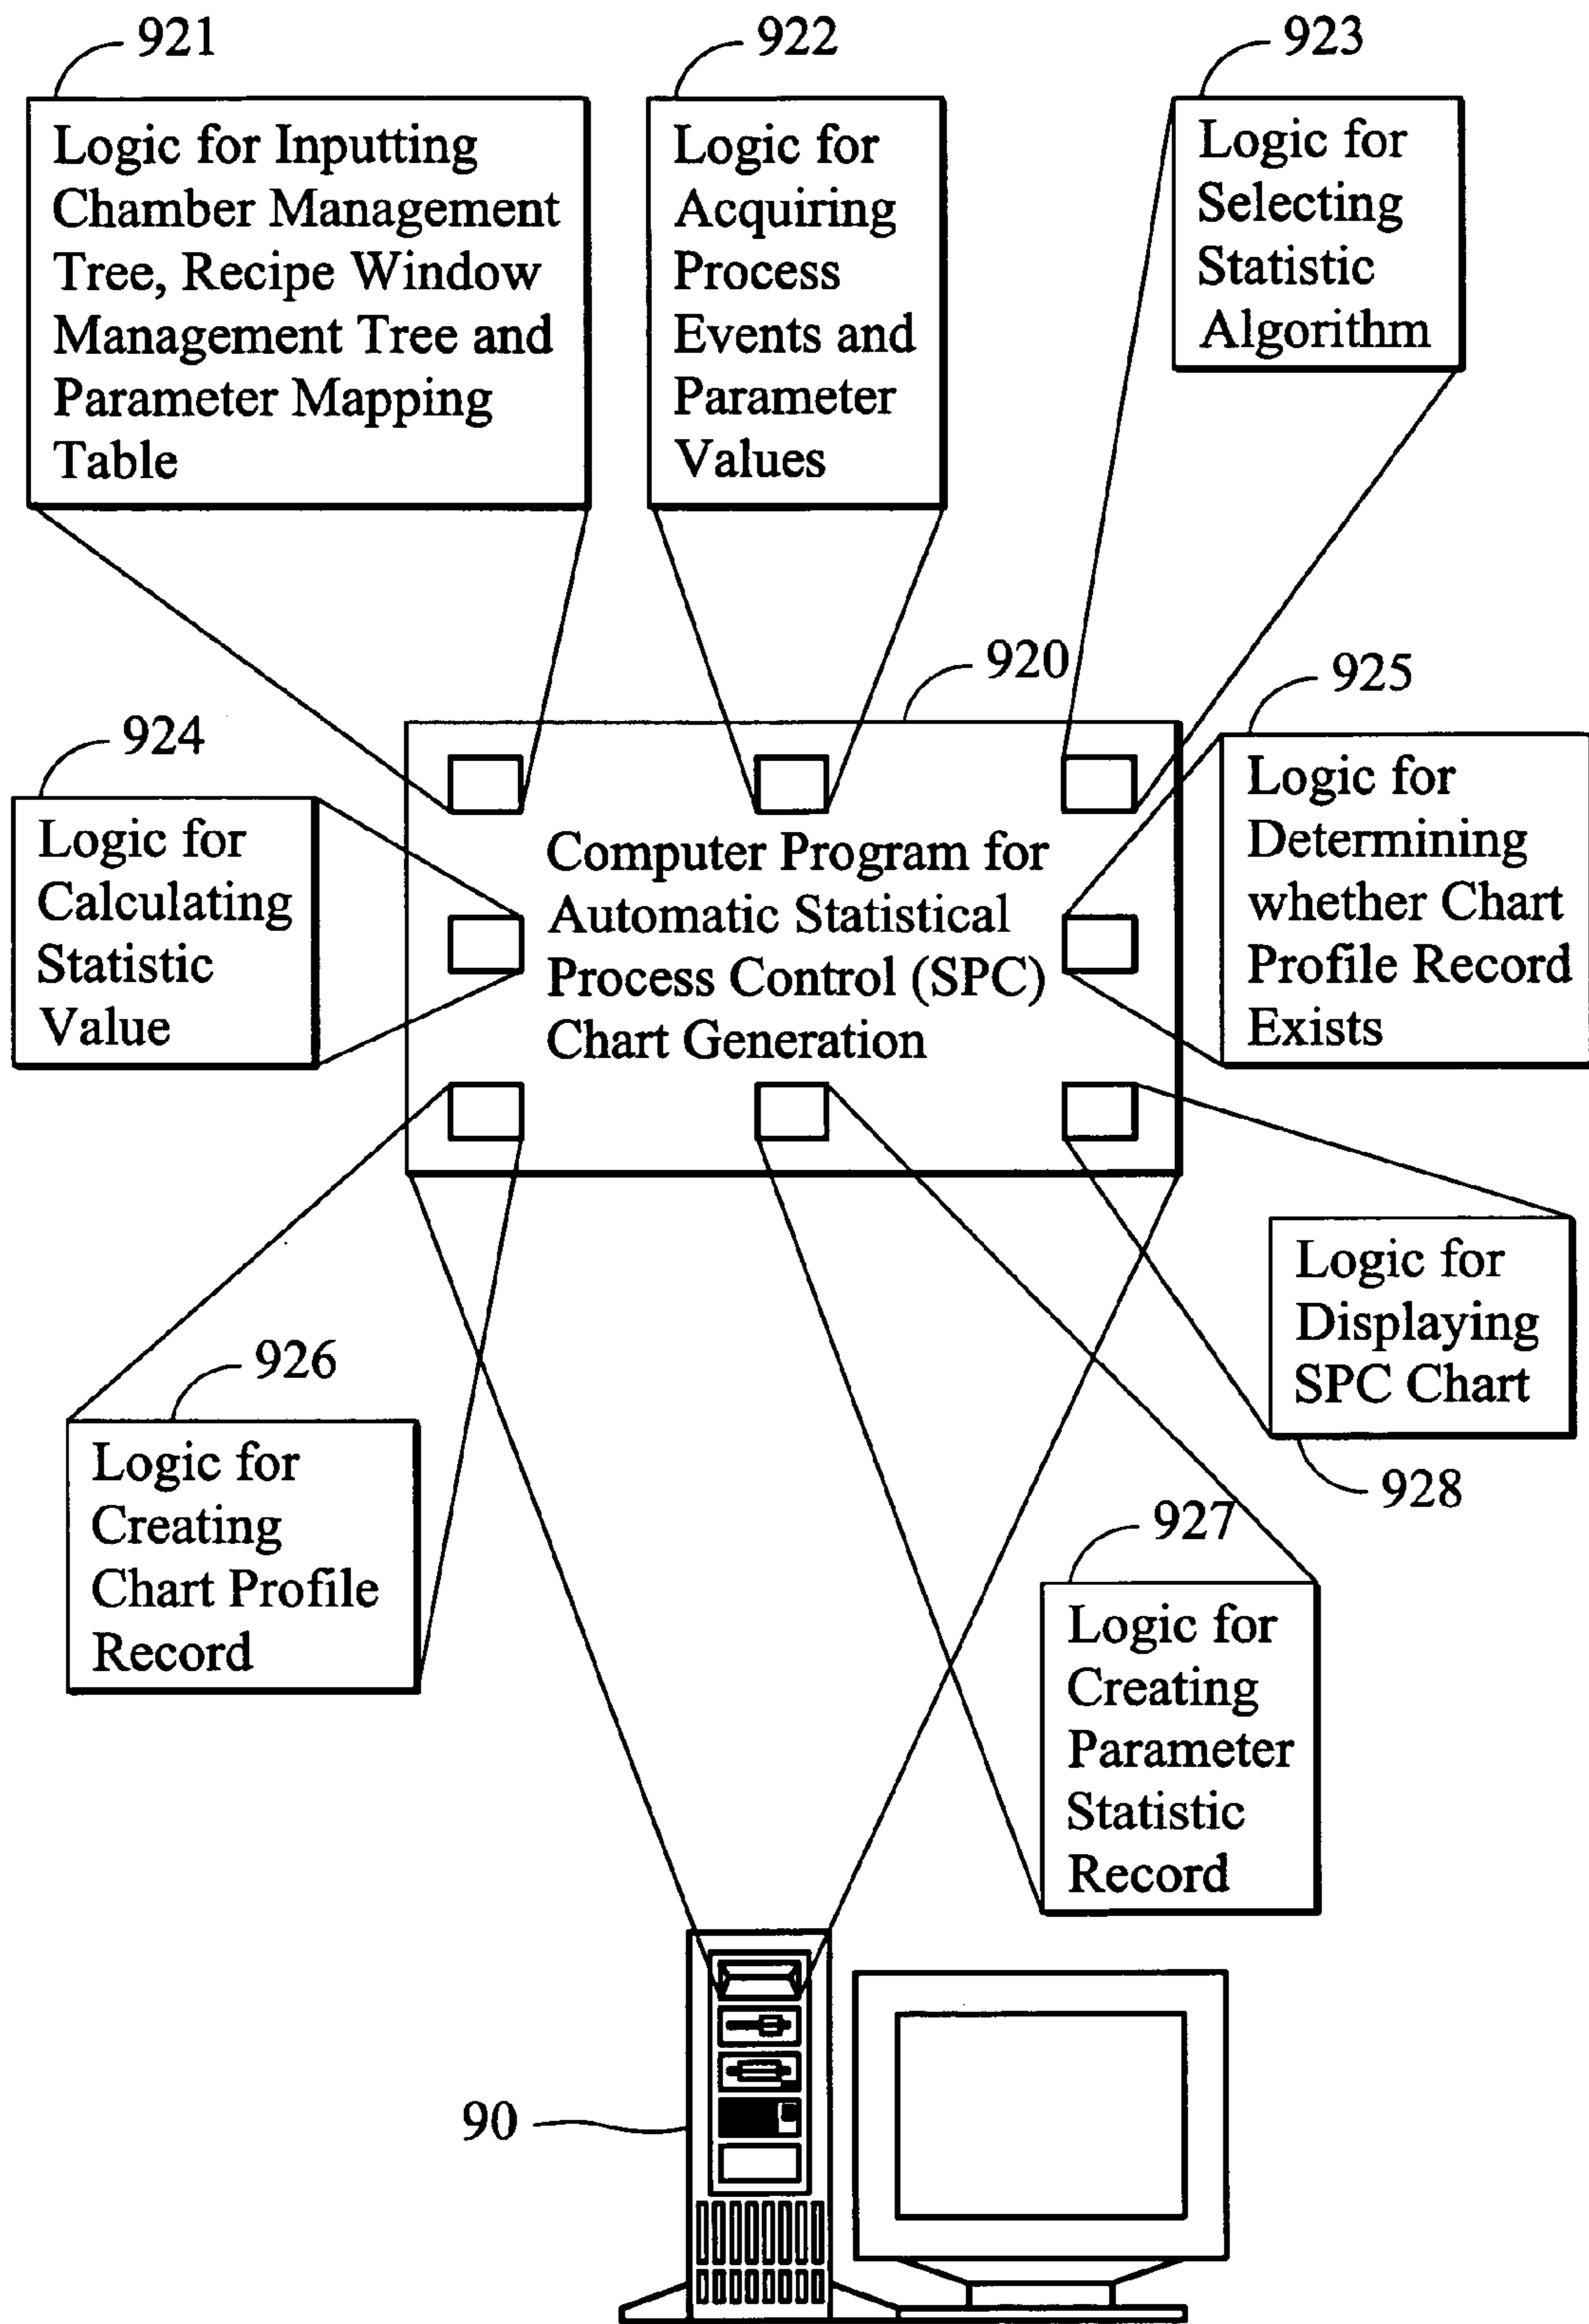 921
Logic for Inputting
Chamber Management
Tree, Recipe Window
Management Tree and
Parameter Mapping
Table
922
Logic for
Acquiring
Process
Events and
Parameter
Values
923
Logic for
Selecting
Statistic
Algorithm
920
Computer Program for
Automatic Statistical
Process Control (SPC)
Chart Generation
924
Logic for
Calculating
Statistic
Value
925
Logic for
Determining
whether Chart
Profile Record
Exists
926
Logic for
Creating
Chart Profile
Record
927
Logic for
Creating
Parameter
Statistic
Record
Logic for
Displaying
SPC Chart
928
90